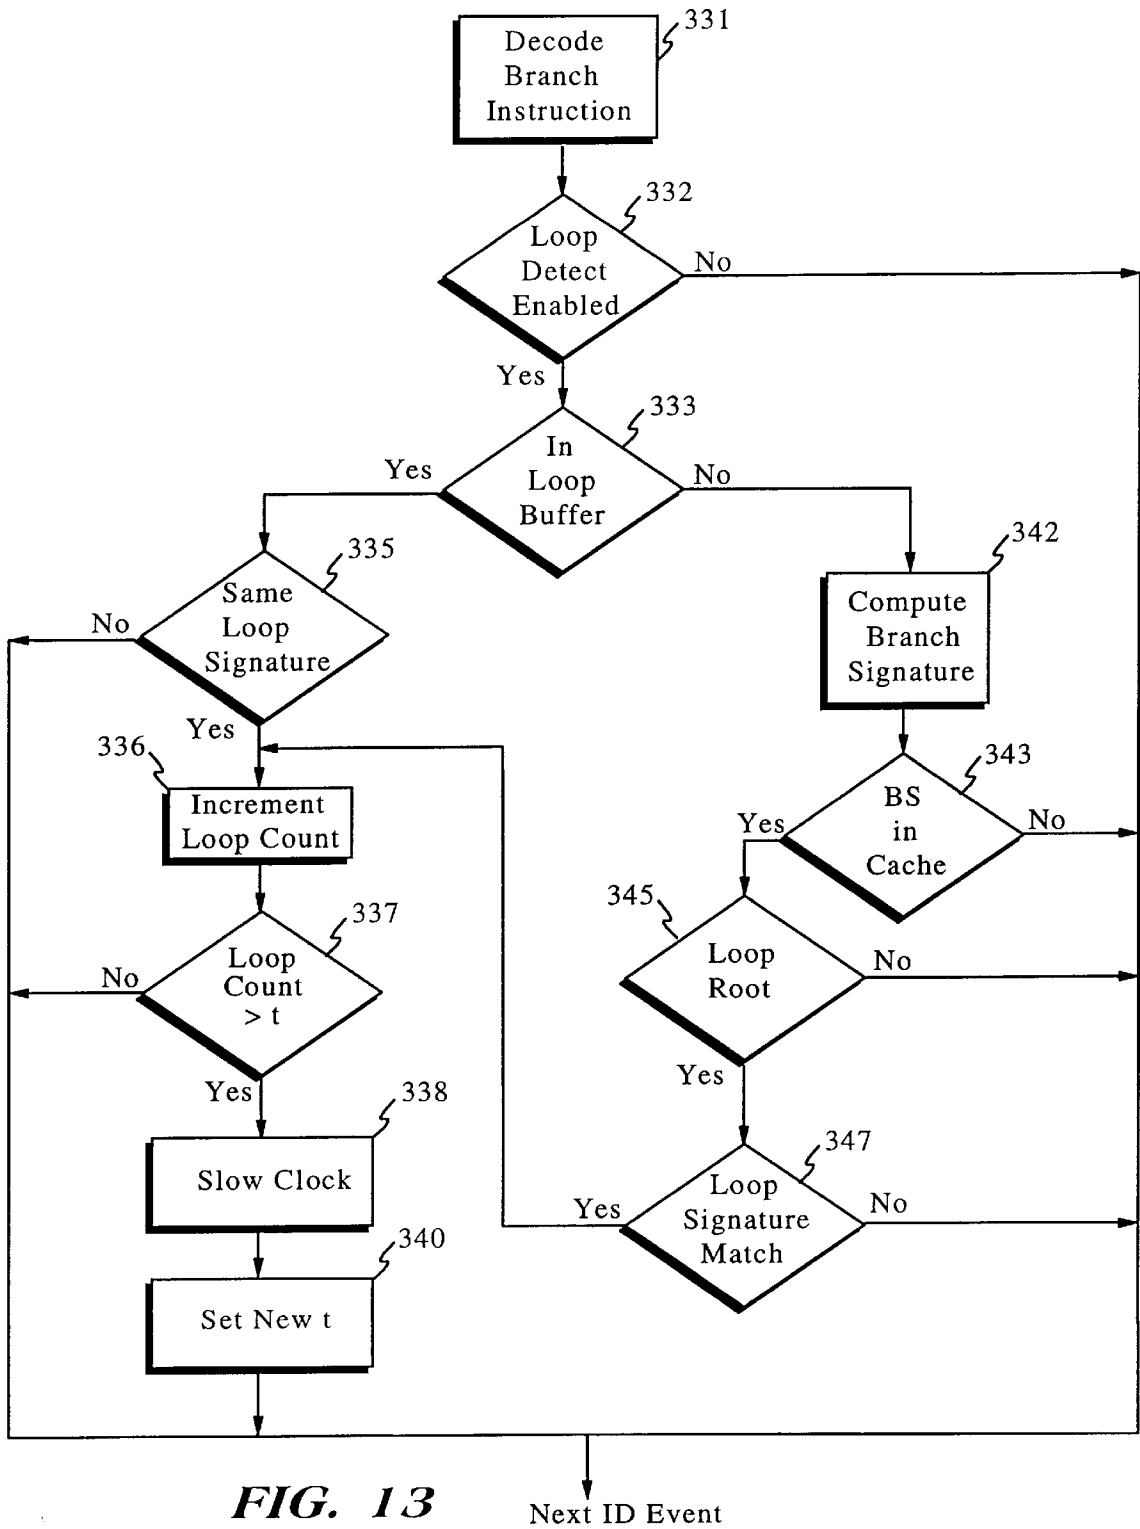 331
Decode
Branch
Instruction
332
Loop
Detect
Enabled
No
Yes
333
In
Loop
Buffer
Yes
No
335
Same
Loop
Signature
No
Yes
342
Compute
Branch
Signature
336
Increment
Loop Count
343
BS
in
Cache
Yes
No
337
Loop
Count
> t
No
Yes
345
Loop
Root
No
Yes
338
Slow Clock
347
Loop
Signature
Match
Yes
No
340
Set New t
FIG. 13
Next ID Event